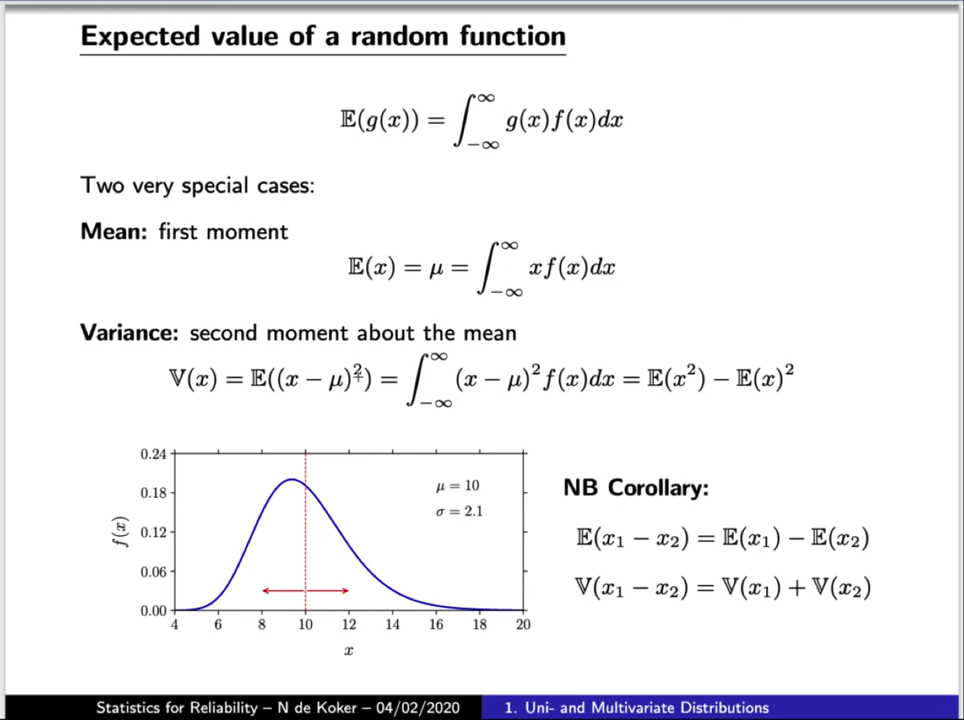 Expected value of a random function
𝔼(g(x)) = ∫_{−∞}^{∞} g(x)f(x)dx
Two very special cases:
Mean: first moment
𝔼(x) = μ = ∫_{−∞}^{∞} xf(x)dx
Variance: second moment about the mean
𝕍(x) = 𝔼((x − μ)²) = ∫_{−∞}^{∞} (x − μ)² f(x)dx = 𝔼(x²) − 𝔼(x)²
0.24
0.18
0.12
0.06
0.00
f(x)
4 6 8 10 12 14 16 18 20
x
μ = 10
σ = 2.1
NB Corollary:
𝔼(x₁ − x₂) = 𝔼(x₁) − 𝔼(x₂)
𝕍(x₁ − x₂) = 𝕍(x₁) + 𝕍(x₂)
Statistics for Reliability – N de Koker – 04/02/2020
1. Uni- and Multivariate Distributions